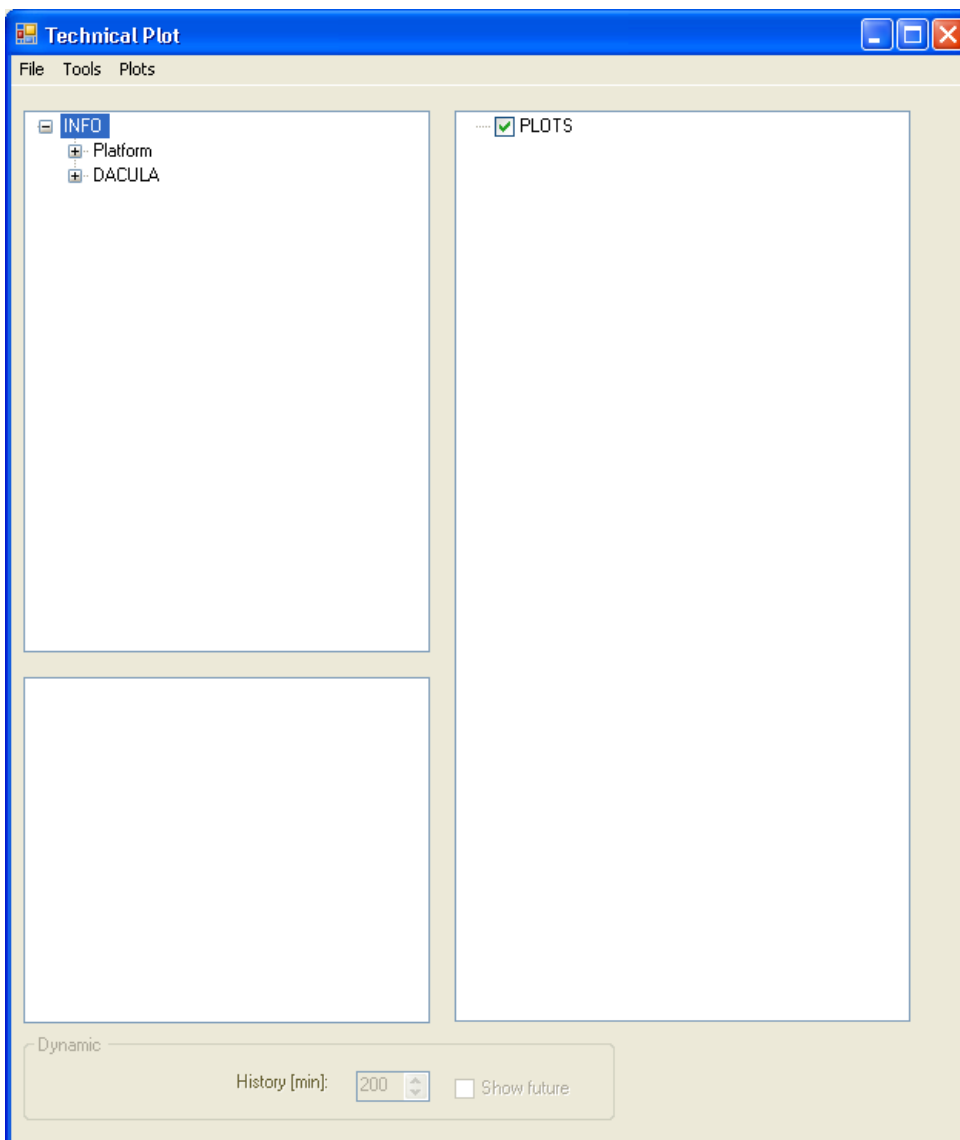 Technical Plot
File Tools Plots
INFO
Platform
DACULA
PLOTS
Dynamic
History [min]: 200 Show future